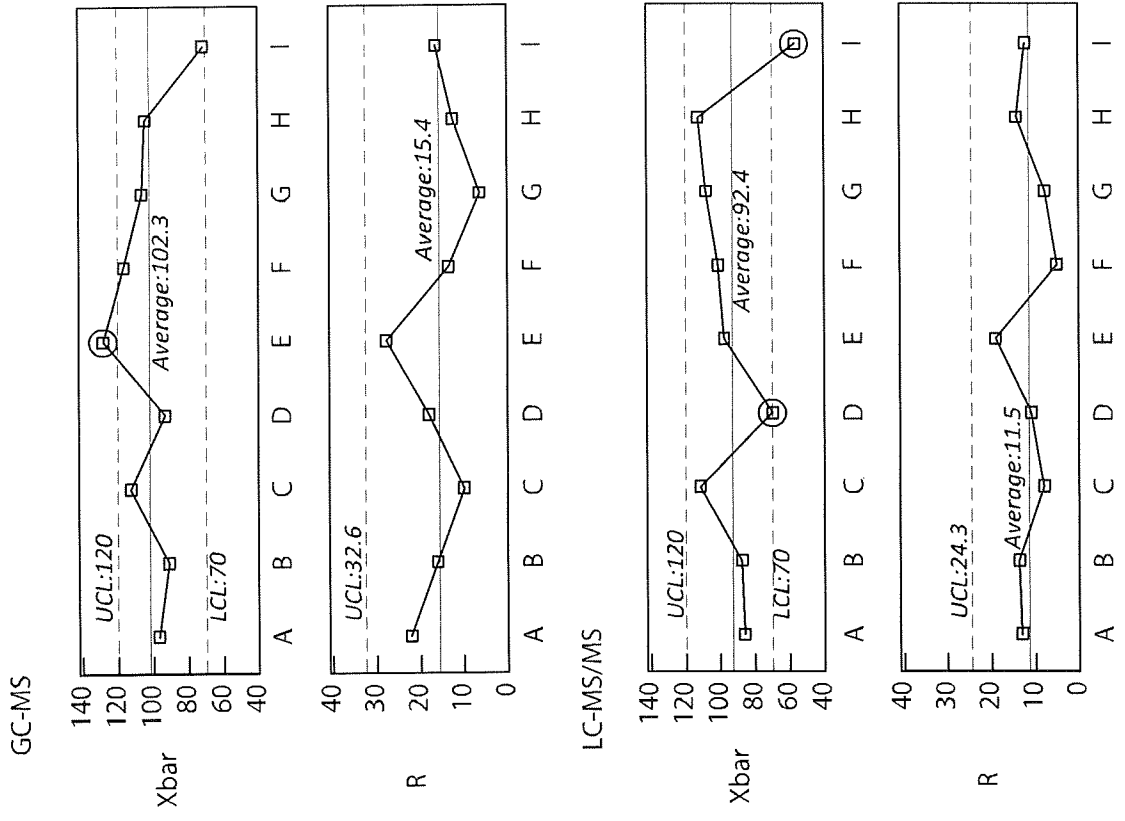 GC-MS
Xbar
140
120
100
80
60
40
UCL:120
Average:102.3
LCL:70
A B C D E F G H I
R
40
30
20
10
0
UCL:32.6
Average:15.4
A B C D E F G H I
LC-MS/MS
Xbar
140
120
100
80
60
40
UCL:120
Average:92.4
LCL:70
A B C D E F G H I
R
40
30
20
10
0
UCL:24.3
Average:11.5
A B C D E F G H I